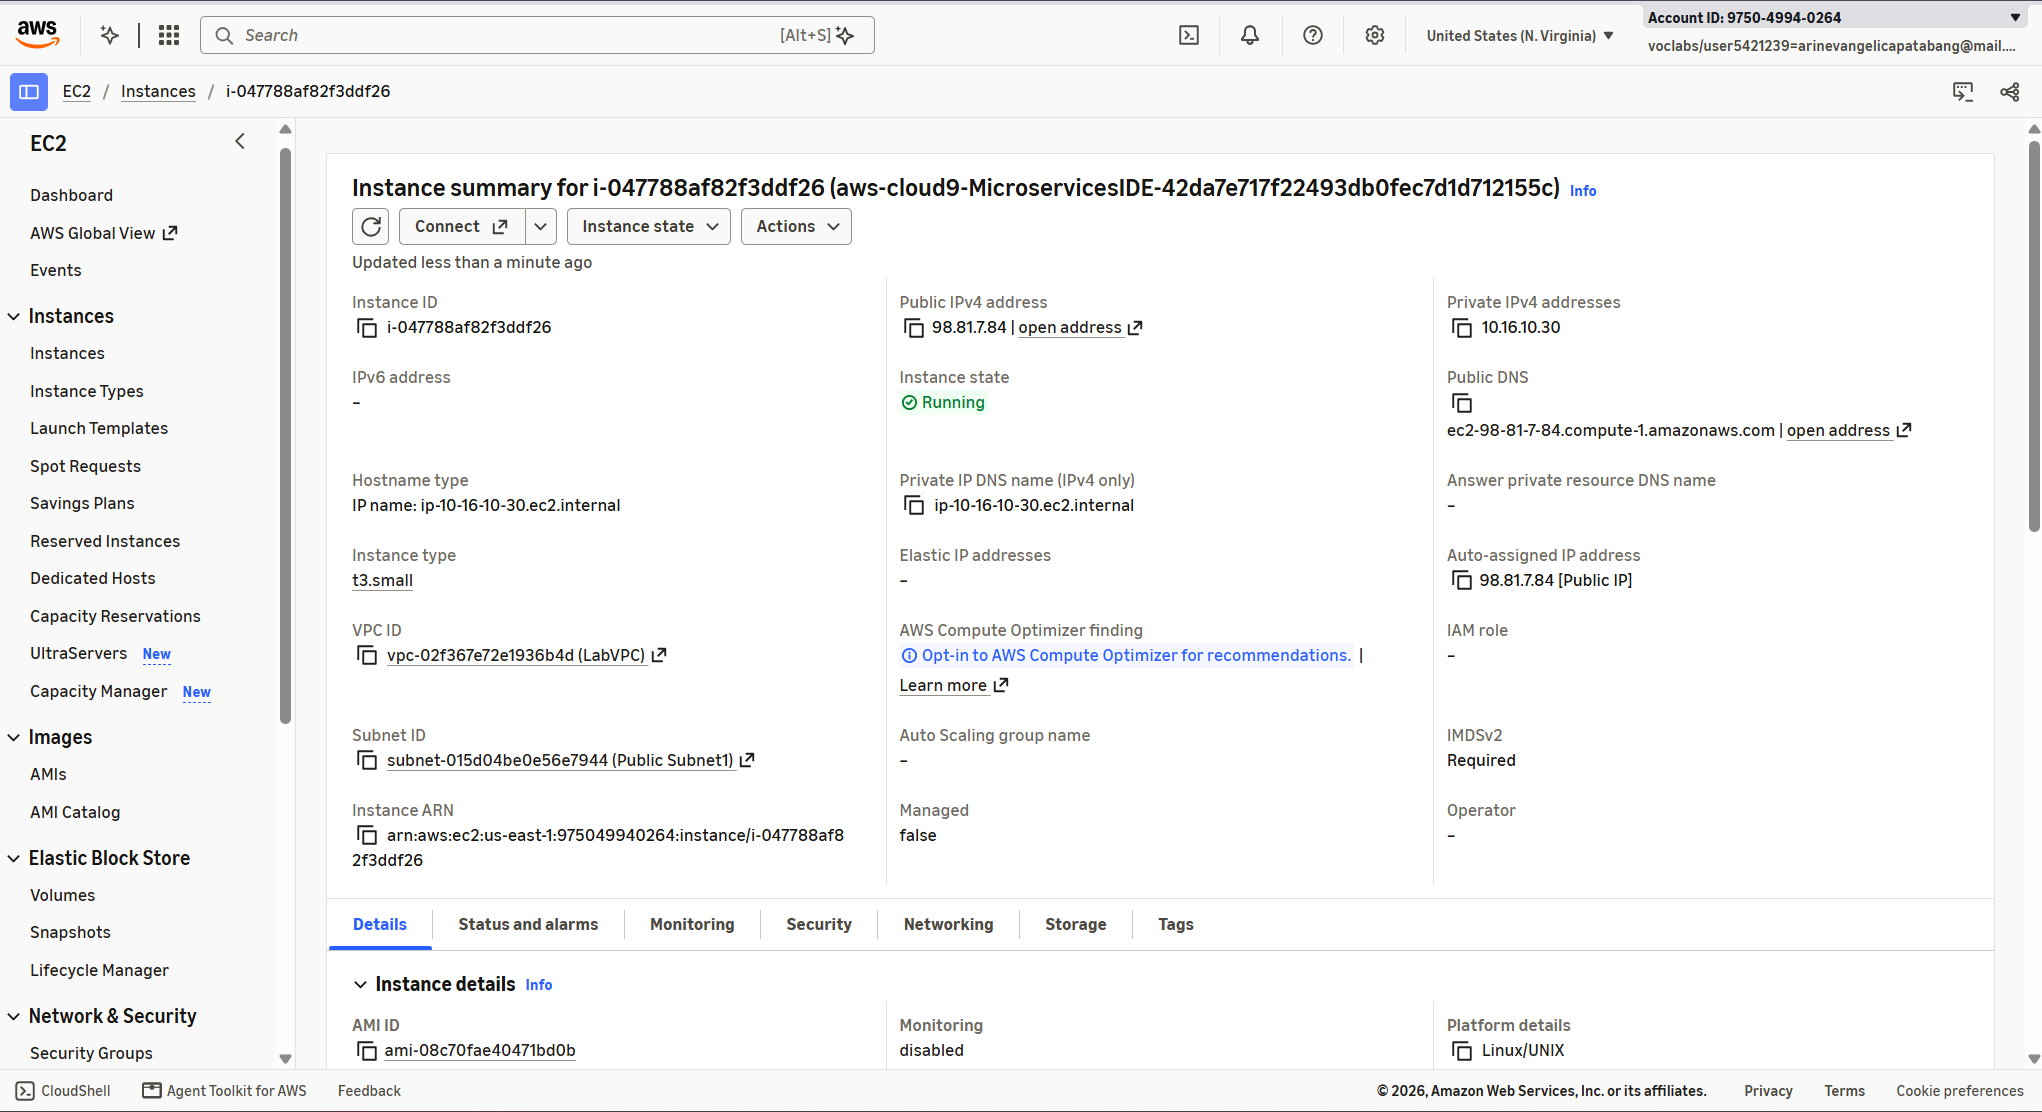 aws
Search
[Alt+S]
United States (N. Virginia)
Account ID: 9750-4994-0264
voclabs/user5421239=arinevangelicapatabang@mail....
EC2 / Instances / i-047788af82f3ddf26
EC2
Dashboard
AWS Global View
Events
Instances
Instances
Instance Types
Launch Templates
Spot Requests
Savings Plans
Reserved Instances
Dedicated Hosts
Capacity Reservations
UltraServers New
Capacity Manager New
Images
AMIs
AMI Catalog
Elastic Block Store
Volumes
Snapshots
Lifecycle Manager
Network & Security
Security Groups
Instance summary for i-047788af82f3ddf26 (aws-cloud9-MicroservicesIDE-42da7e717f22493db0fec7d1d712155c) Info
Connect
Instance state
Actions
Updated less than a minute ago
Instance ID
i-047788af82f3ddf26
Public IPv4 address
98.81.7.84 | open address
Private IPv4 addresses
10.16.10.30
IPv6 address
–
Instance state
Running
Public DNS
ec2-98-81-7-84.compute-1.amazonaws.com | open address
Hostname type
IP name: ip-10-16-10-30.ec2.internal
Private IP DNS name (IPv4 only)
ip-10-16-10-30.ec2.internal
Answer private resource DNS name
–
Instance type
t3.small
Elastic IP addresses
–
Auto-assigned IP address
98.81.7.84 [Public IP]
VPC ID
vpc-02f367e72e1936b4d (LabVPC)
AWS Compute Optimizer finding
Opt-in to AWS Compute Optimizer for recommendations. |
Learn more
IAM role
–
Subnet ID
subnet-015d04be0e56e7944 (Public Subnet1)
Auto Scaling group name
–
IMDSv2
Required
Instance ARN
arn:aws:ec2:us-east-1:975049940264:instance/i-047788af8
2f3ddf26
Managed
false
Operator
–
Details
Status and alarms
Monitoring
Security
Networking
Storage
Tags
Instance details Info
AMI ID
ami-08c70fae40471bd0b
Monitoring
disabled
Platform details
Linux/UNIX
CloudShell
Agent Toolkit for AWS
Feedback
© 2026, Amazon Web Services, Inc. or its affiliates.
Privacy
Terms
Cookie preferences